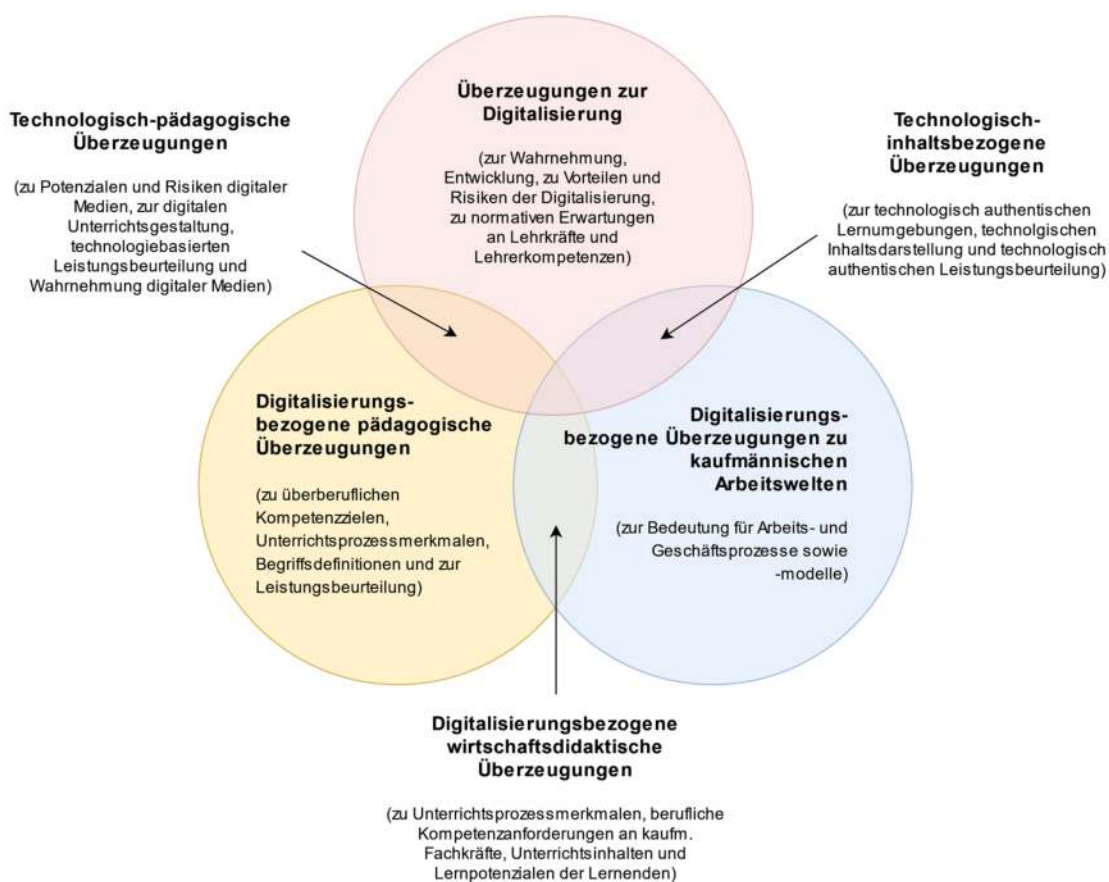 Überzeugungen zur
Digitalisierung
(zur Wahrnehmung,
Entwicklung, zu Vorteilen und
Risiken der Digitalisierung,
zu normativen Erwartungen
an Lehrkräfte und
Lehrerkompetenzen)
Technologisch-pädagogische
Überzeugungen
(zu Potenzialen und Risiken digitaler
Medien, zur digitalen
Unterrichtsgestaltung,
technologiebasierten
Leistungsbeurteilung und
Wahrnehmung digitaler Medien)
Technologisch-
inhaltsbezogene
Überzeugungen
(zur technologisch authentischen
Lernumgebungen, technolgischen
Inhaltsdarstellung und technologisch
authentischen Leistungsbeurteilung)
Digitalisierungs-
bezogene pädagogische
Überzeugungen
(zu überberuflichen
Kompetenzzielen,
Unterrichtsprozessmerkmalen,
Begriffsdefinitionen und zur
Leistungsbeurteilung)
Digitalisierungs-
bezogene Überzeugungen zu
kaufmännischen
Arbeitswelten
(zur Bedeutung für Arbeits- und
Geschäftsprozesse sowie
-modelle)
Digitalisierungsbezogene
wirtschaftsdidaktische
Überzeugungen
(zu Unterrichtsprozessmerkmalen, berufliche
Kompetenzanforderungen an kaufm.
Fachkräfte, Unterrichtsinhalten und
Lernpotenzialen der Lernenden)